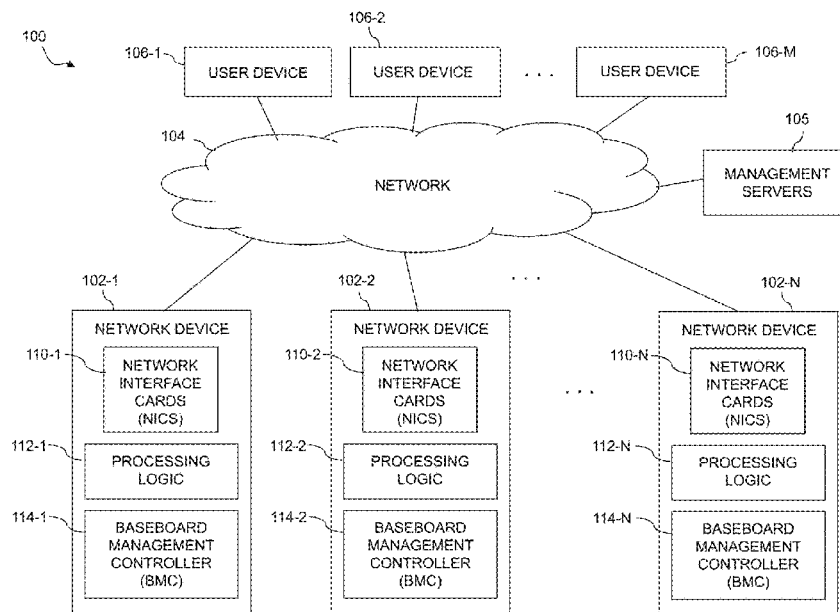 100
106-1
106-2
106-M
USER DEVICE
USER DEVICE
. . .
USER DEVICE
104
105
NETWORK
MANAGEMENT
SERVERS
. . .
102-1
102-2
102-N
NETWORK DEVICE
NETWORK DEVICE
NETWORK DEVICE
110-1
NETWORK
INTERFACE
CARDS
(NICS)
110-2
NETWORK
INTERFACE
CARDS
(NICS)
. . .
110-N
NETWORK
INTERFACE
CARDS
(NICS)
112-1
PROCESSING
LOGIC
112-2
PROCESSING
LOGIC
112-N
PROCESSING
LOGIC
114-1
BASEBOARD
MANAGEMENT
CONTROLLER
(BMC)
114-2
BASEBOARD
MANAGEMENT
CONTROLLER
(BMC)
114-N
BASEBOARD
MANAGEMENT
CONTROLLER
(BMC)